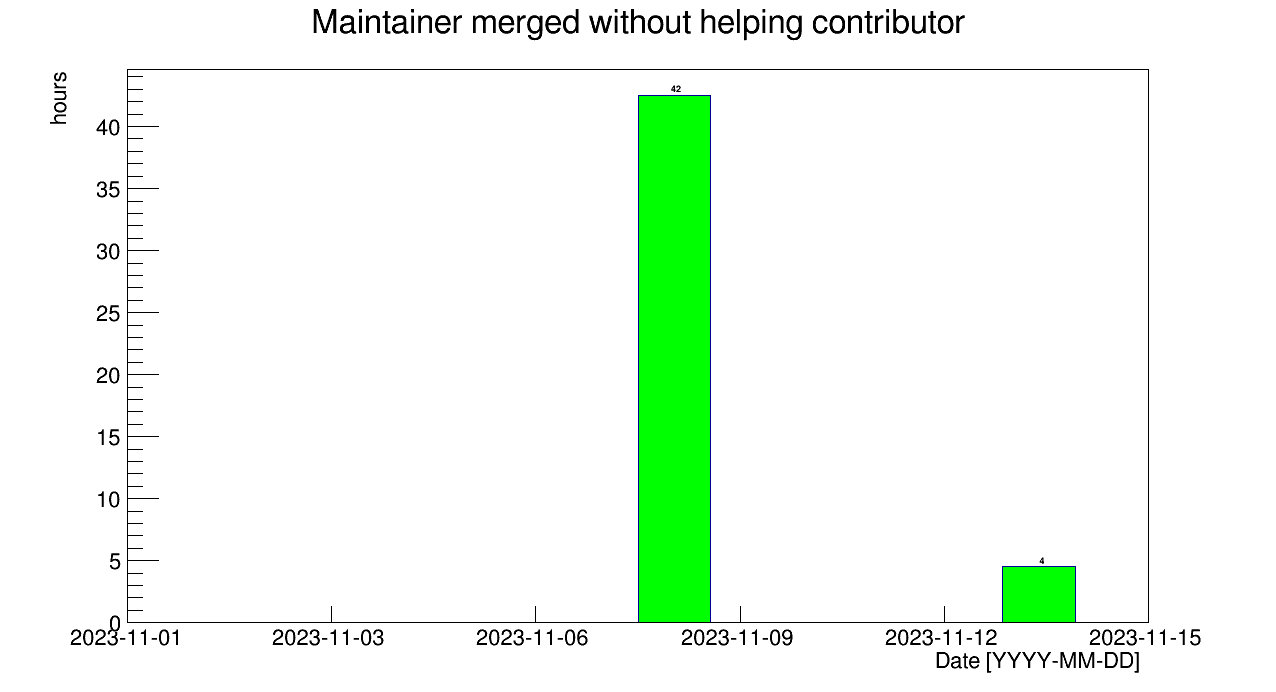 Maintainer merged without helping contributor
hours
42
40
35
30
25
20
15
10
5
4
0
2023-11-01 2023-11-03 2023-11-06 2023-11-09 2023-11-12 2023-11-15
Date [YYYY-MM-DD]